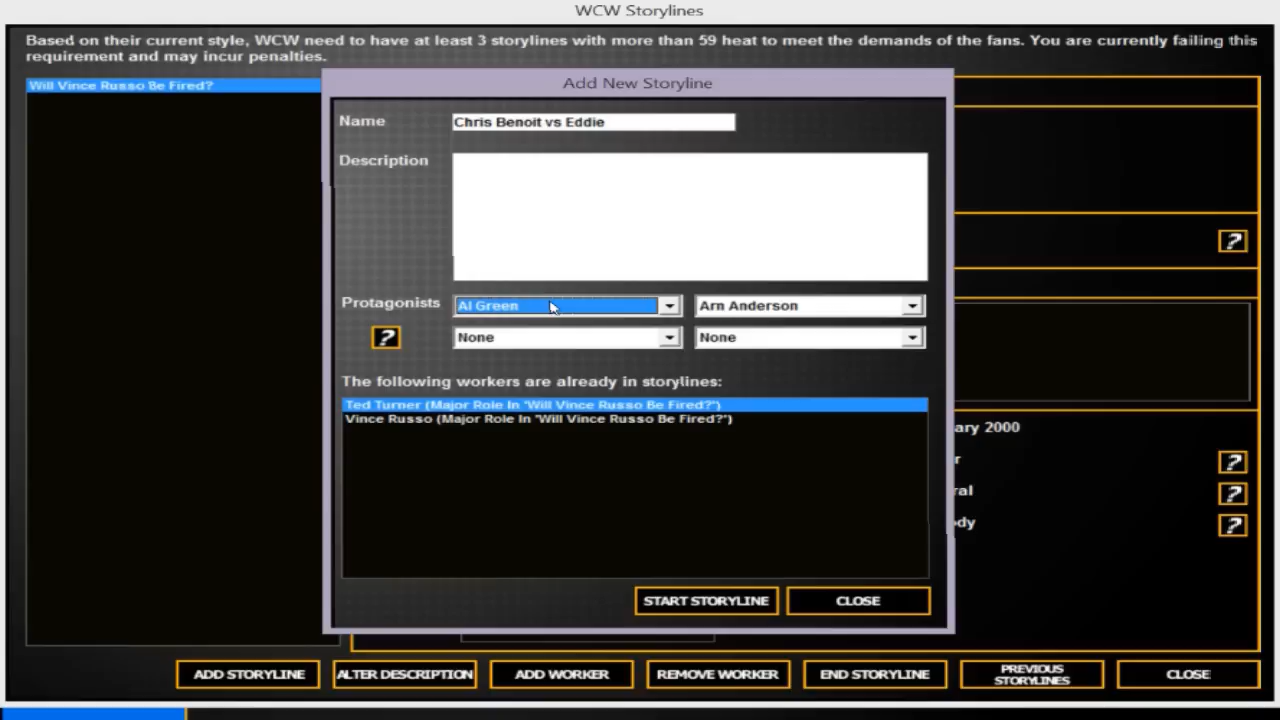 WCW Storylines
Based on their current style, WCW need to have at least 3 storylines with more than 59 heat to meet the demands of the fans. You are currently failing this
requirement and may incur penalties.
Will Vince Russo Be Fired?
Add New Storyline
Name
Chris Benoit vs Eddie
Description
?
Protagonists
Al Green
Arn Anderson
?
None
None
The following workers are already in storylines:
Ted Turner (Major Role In 'Will Vince Russo Be Fired?')
Vince Russo (Major Role In 'Will Vince Russo Be Fired?')
ary 2000
r
?
ral
?
dy
?
START STORYLINE
CLOSE
ADD STORYLINE
ALTER DESCRIPTION
ADD WORKER
REMOVE WORKER
END STORYLINE
PREVIOUS
STORYLINES
CLOSE